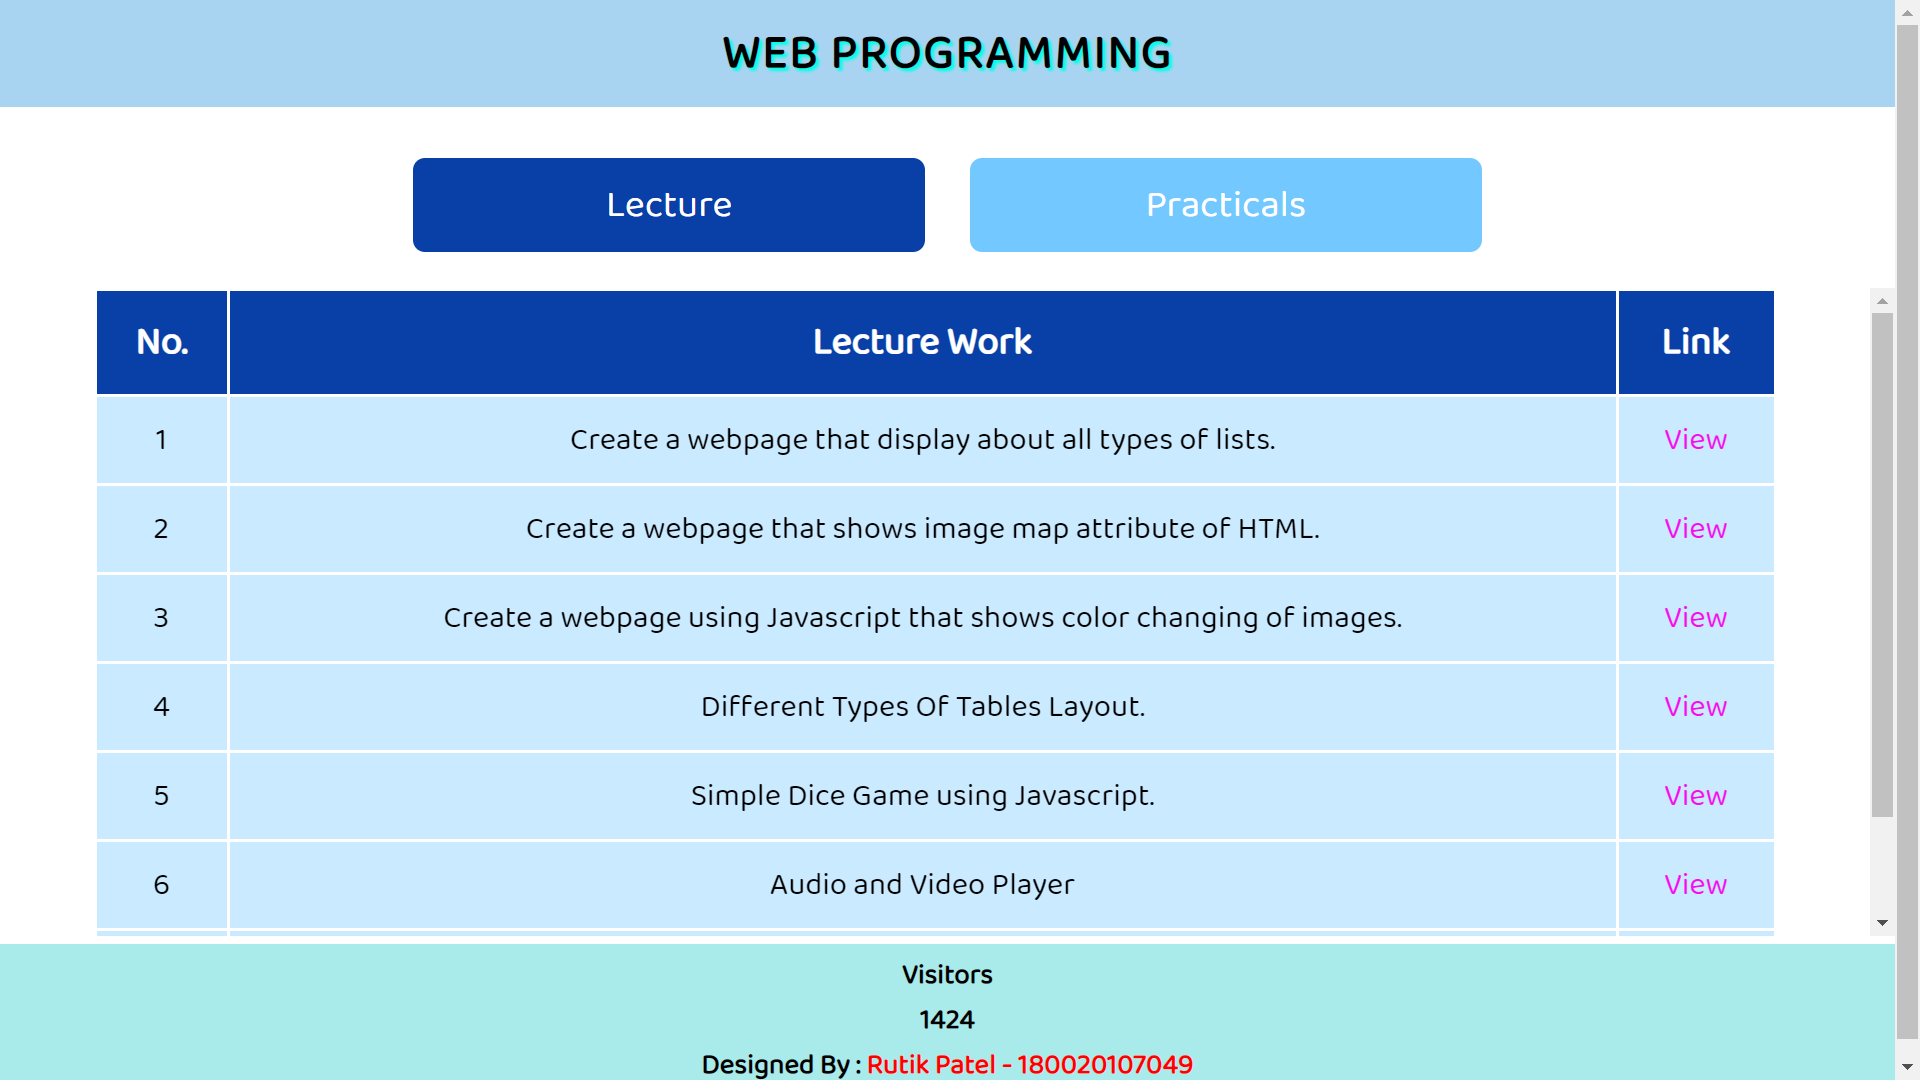 WEB PROGRAMMING
Lecture Practicals
No. Lecture Work Link
1 Create a webpage that display about all types of lists. View
2 Create a webpage that shows image map attribute of HTML. View
3 Create a webpage using Javascript that shows color changing of images. View
4 Different Types Of Tables Layout. View
5 Simple Dice Game using Javascript. View
6 Audio and Video Player View
Visitors
1424
Designed By : Rutik Patel - 180020107049